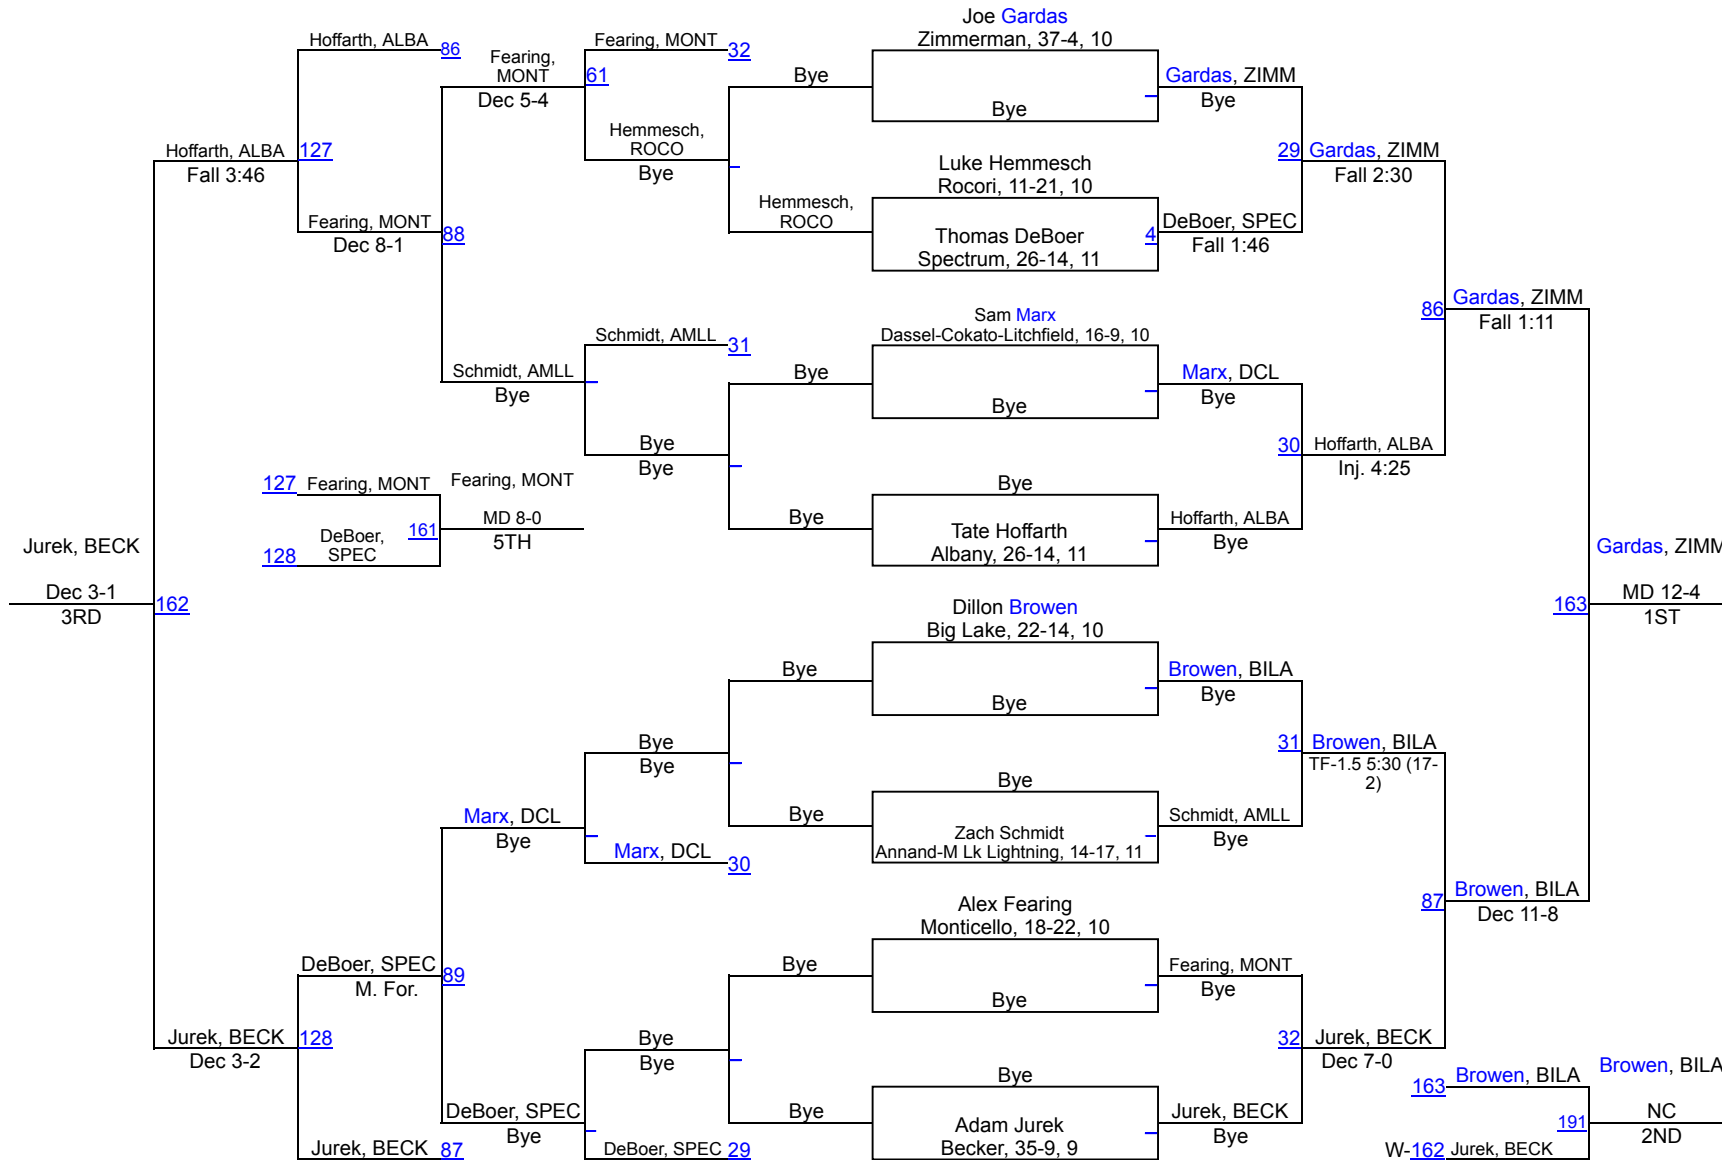 Joe Gardas
Zimmerman, 37-4, 10
Hoffarth, ALBA
86
Fearing, MONT
32
Fearing,
MONT
61
Dec 5-4
Bye
Bye
Gardas, ZIMM
Bye
Hemmesch,
ROCO
Bye
Hoffarth, ALBA
127
Fall 3:46
Luke Hemmesch
Rocori, 11-21, 10
29
Gardas, ZIMM
Fall 2:30
Hemmesch,
ROCO
Fearing, MONT
88
Dec 8-1
Thomas DeBoer
Spectrum, 26-14, 11
4
DeBoer, SPEC
Fall 1:46
86
Gardas, ZIMM
Fall 1:11
Sam Marx
Dassel-Cokato-Litchfield, 16-9, 10
Schmidt, AMLL
31
Schmidt, AMLL
Bye
Bye
Bye
Marx, DCL
Bye
Bye
Bye
30
Hoffarth, ALBA
Inj. 4:25
127
Fearing, MONT
Fearing, MONT
Bye
Bye
Tate Hoffarth
Albany, 26-14, 11
Hoffarth, ALBA
Bye
DeBoer,
SPEC
128
161
MD 8-0
5TH
Jurek, BECK
Gardas, ZIMM
Dec 3-1
3RD
162
163
MD 12-4
1ST
Dillon Browen
Big Lake, 22-14, 10
Bye
Bye
Browen, BILA
Bye
Bye
Bye
31
Browen, BILA
TF-1.5 5:30 (17-
2)
Bye
Marx, DCL
Bye
Bye
Zach Schmidt
Annand-M Lk Lightning, 14-17, 11
Schmidt, AMLL
Bye
Marx, DCL
30
Alex Fearing
Monticello, 18-22, 10
87
Browen, BILA
Dec 11-8
DeBoer, SPEC
89
M. For.
Bye
Bye
Fearing, MONT
Bye
Jurek, BECK
128
Dec 3-2
Bye
Bye
32
Jurek, BECK
Dec 7-0
Bye
163
Browen, BILA
Browen, BILA
DeBoer, SPEC
Bye
Bye
Adam Jurek
Becker, 35-9, 9
Jurek, BECK
Bye
191
NC
2ND
Jurek, BECK
87
DeBoer, SPEC
29
W-162
Jurek, BECK